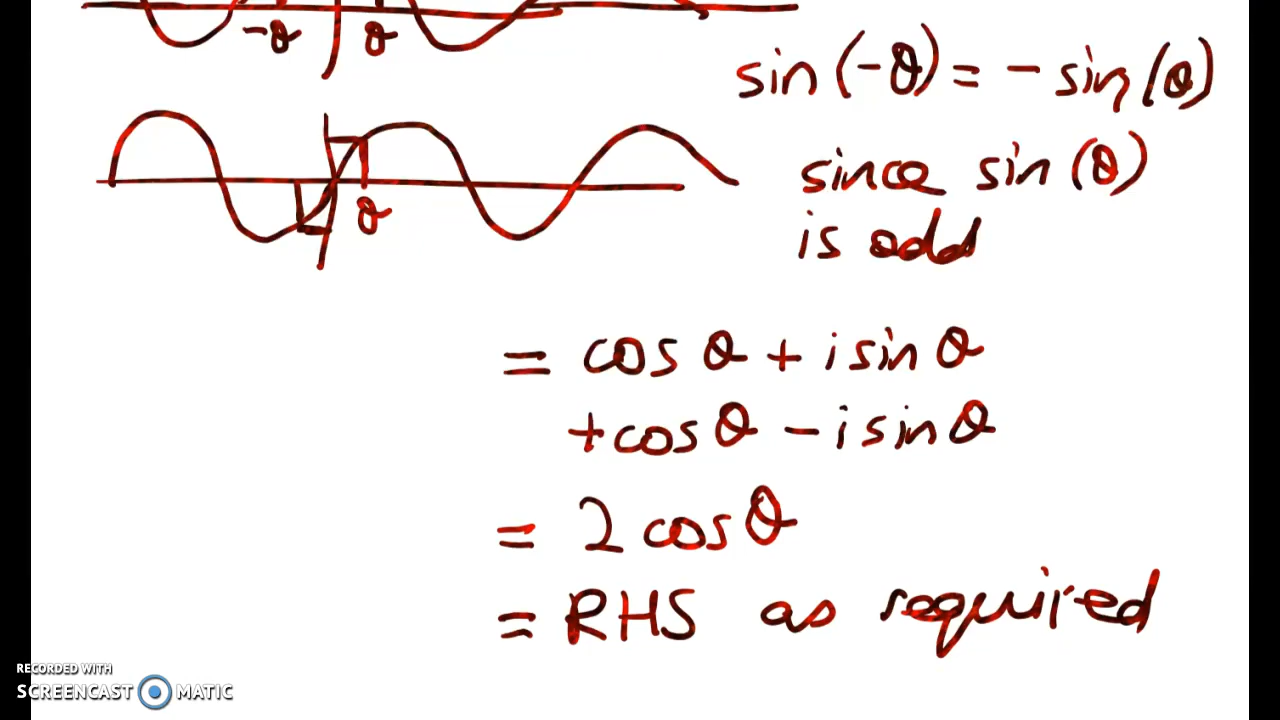 -θ θ
sin (-θ) = - sin (θ)
since sin (θ)
θ
is odd
= cos θ + i sin θ
+ cos θ - i sin θ
= 2 cos θ
= RHS as required
RECORDED WITH
SCREENCAST MATIC